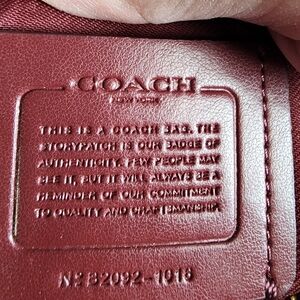 COACH
NEW YORK
THIS IS A COACH BAG. THE
STORYPATCH IS OUR BADGE OF
AUTHENTICITY. FEW PEOPLE MAY
SEE IT, BUT IT WILL ALWAYS BE A
REMINDER OF OUR COMMITMENT
TO QUALITY AND CRAFTSMANSHIP
Nº B2092-1018